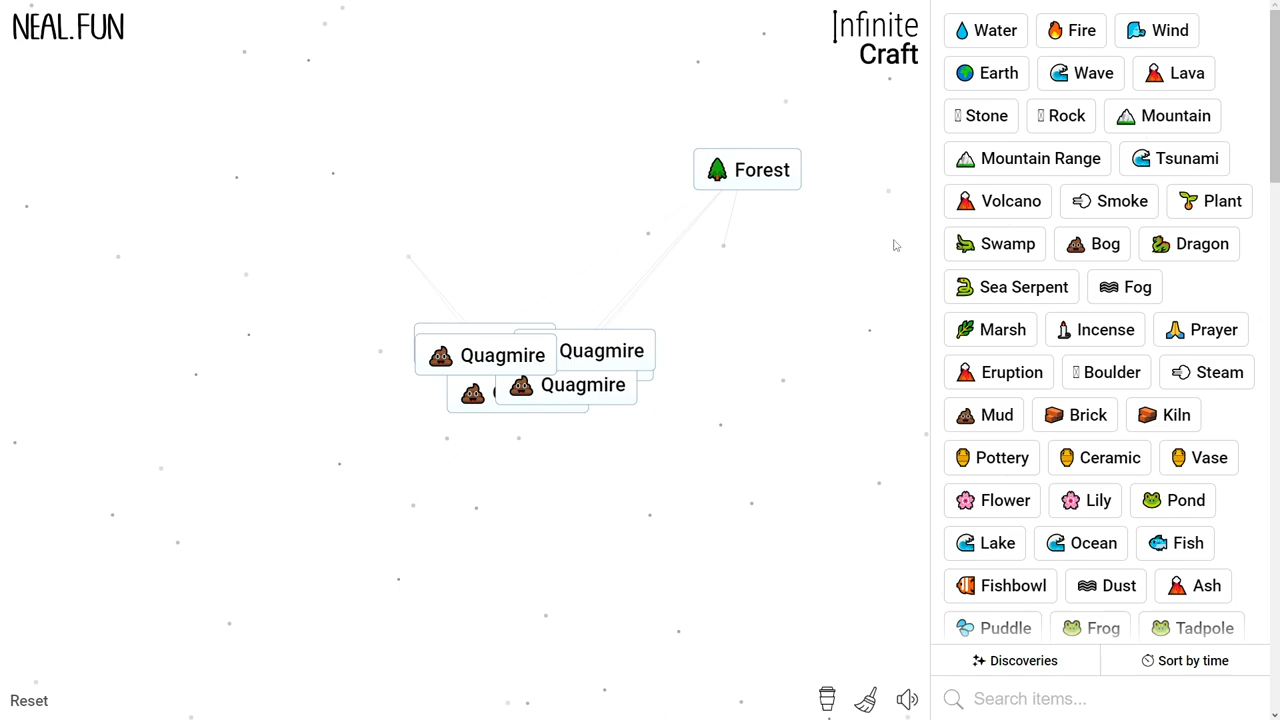 NEAL.FUN
Infinite
Craft
Forest
Quagmire
Quagmire
Quagmire
Reset
Water Fire Wind
Earth Wave Lava
Stone Rock Mountain
Mountain Range Tsunami
Volcano Smoke Plant
Swamp Bog Dragon
Sea Serpent Fog
Marsh Incense Prayer
Eruption Boulder Steam
Mud Brick Kiln
Pottery Ceramic Vase
Flower Lily Pond
Lake Ocean Fish
Fishbowl Dust Ash
Puddle Frog Tadpole
Discoveries Sort by time
Search items...